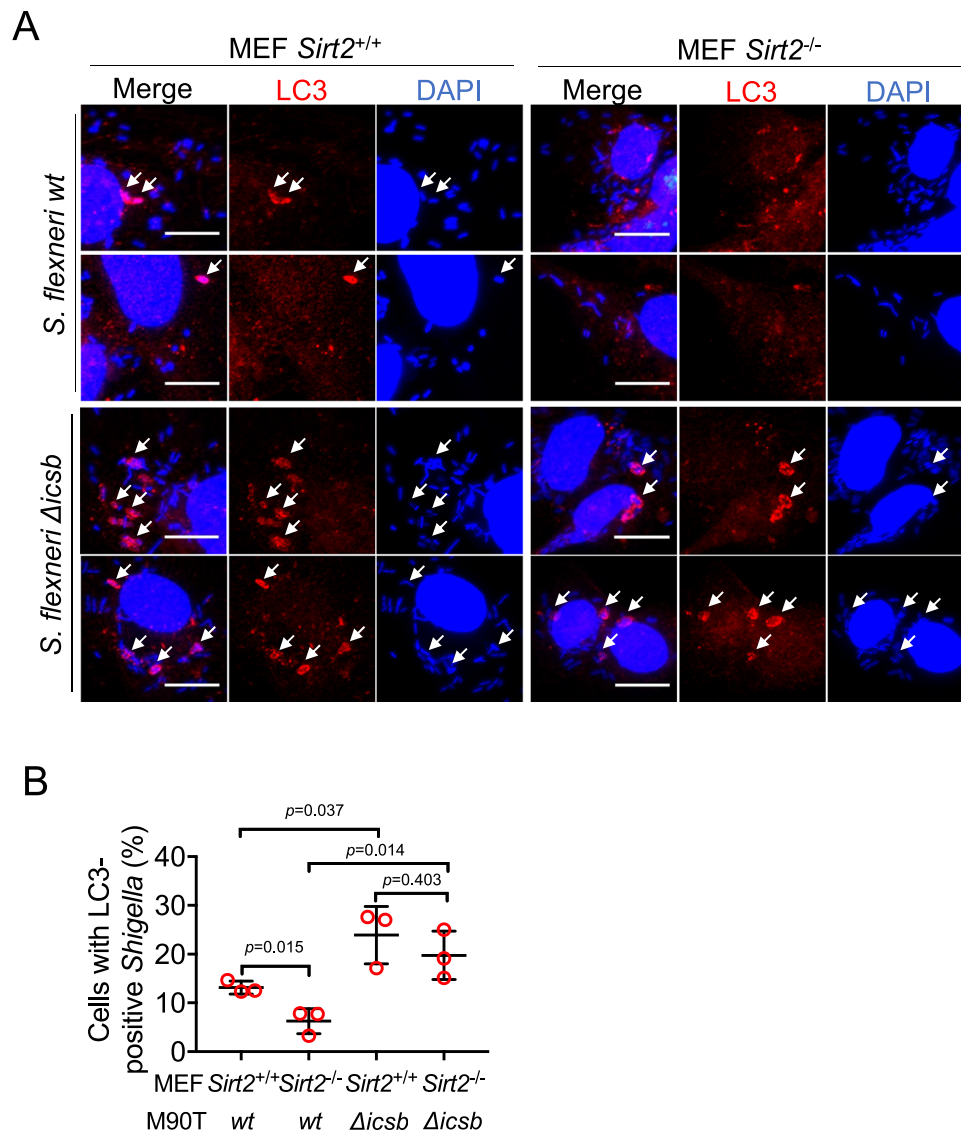 A
MEF Sirt2+/+ MEF Sirt2-/-
Merge LC3 DAPI Merge LC3 DAPI
S. flexneri wt
S. flexneri Δicsb
B
p=0.037
p=0.014
p=0.403
p=0.015
Cells with LC3-
positive Shigella (%)
40
30
20
10
0
MEF Sirt2+/+ Sirt2-/- Sirt2+/+ Sirt2-/-
M90T wt wt Δicsb Δicsb